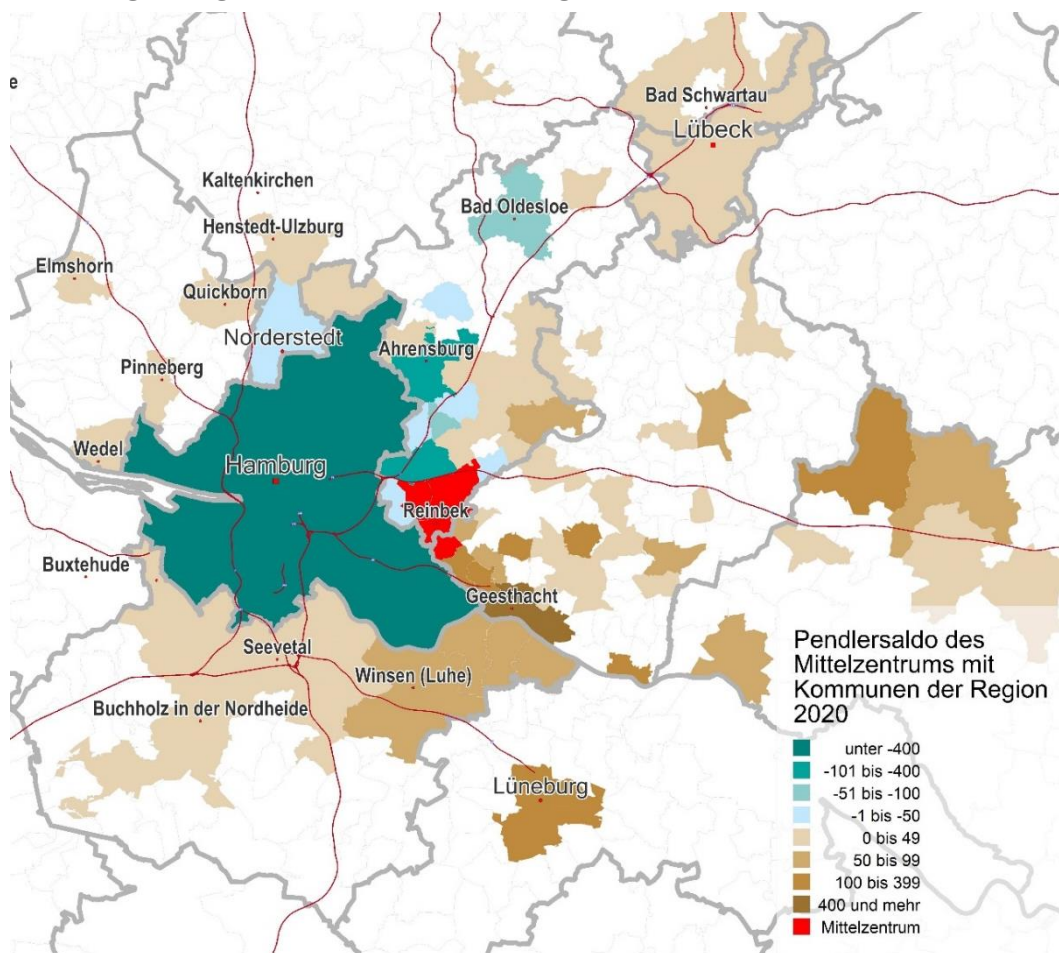 e
Bad Schwartau
Lübeck
Kaltenkirchen
Bad Oldesloe
Henstedt-Ulzburg
Elmshorn
Quickborn
Norderstedt
Ahrensburg
Pinneberg
Wedel
Hamburg
Reinbek
Buxtehude
Geesthacht
Seevetal
Winsen (Luhe)
Buchholz in der Nordheide
Lüneburg
Pendlersaldo des
Mittelzentrums mit
Kommunen der Region
2020
unter -400
-101 bis -400
-51 bis -100
-1 bis -50
0 bis 49
50 bis 99
100 bis 399
400 und mehr
Mittelzentrum